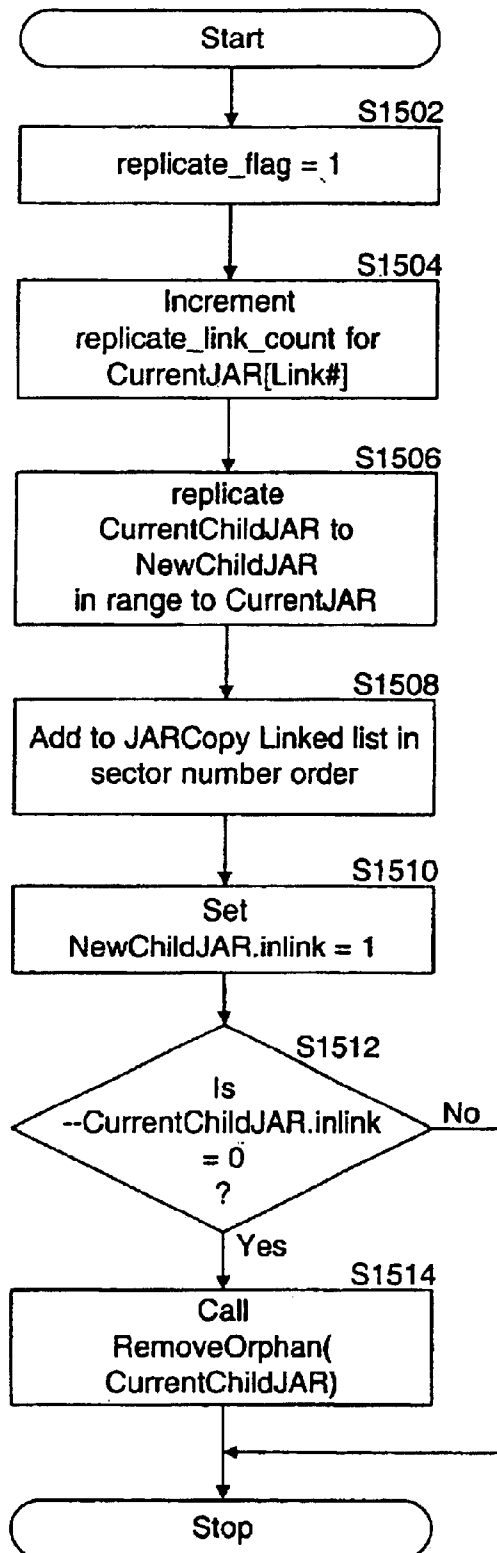 Start
S1502
replicate_flag = 1
S1504
Increment
replicate_link_count for
CurrentJAR[Link#]
S1506
replicate
CurrentChildJAR to
NewChildJAR
in range to CurrentJAR
S1508
Add to JARCopy Linked list in
sector number order
S1510
Set
NewChildJAR.inlink = 1
S1512
Is
--CurrentChildJAR.inlink
= 0
?
No
Yes
S1514
Call
RemoveOrphan(
CurrentChildJAR)
Stop